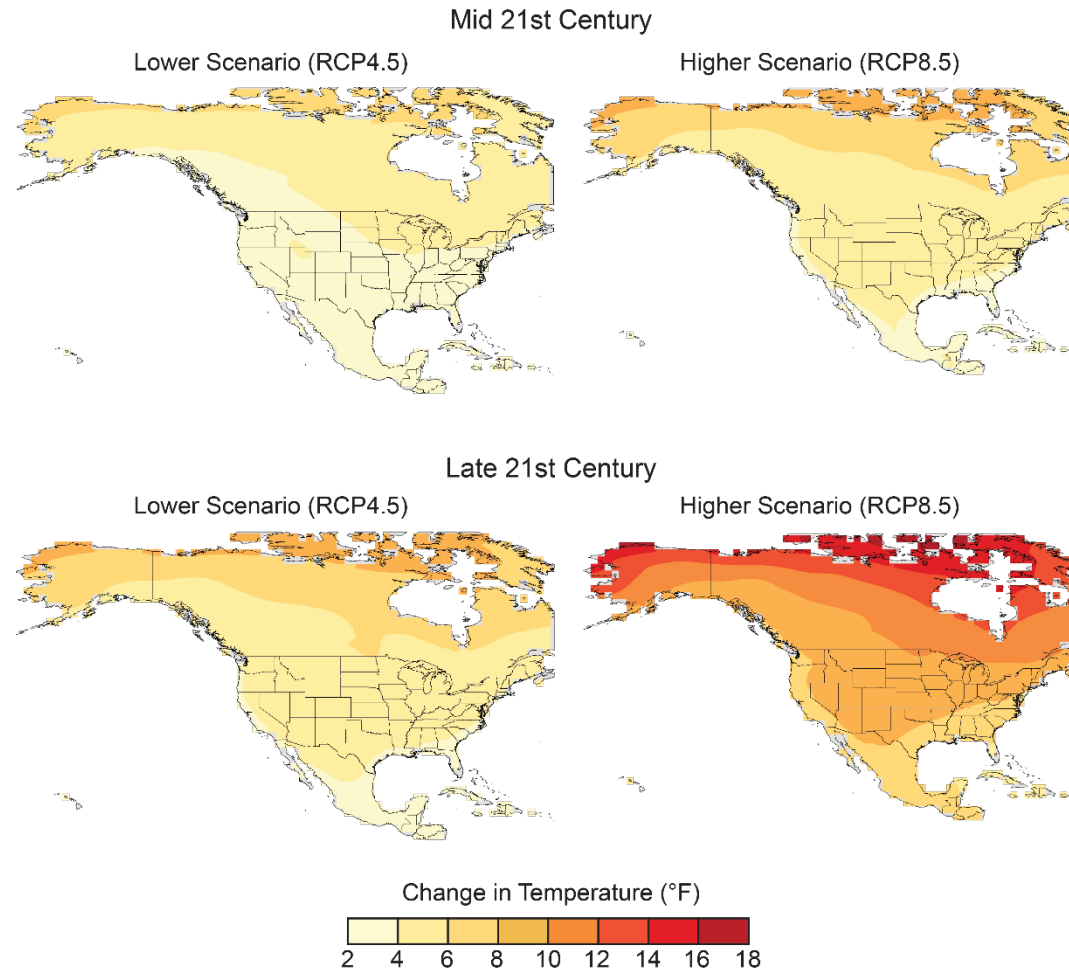 Mid 21st Century
Lower Scenario (RCP4.5)
Higher Scenario (RCP8.5)
Late 21st Century
Lower Scenario (RCP4.5)
Higher Scenario (RCP8.5)
Change in Temperature (°F)
2 4 6 8 10 12 14 16 18